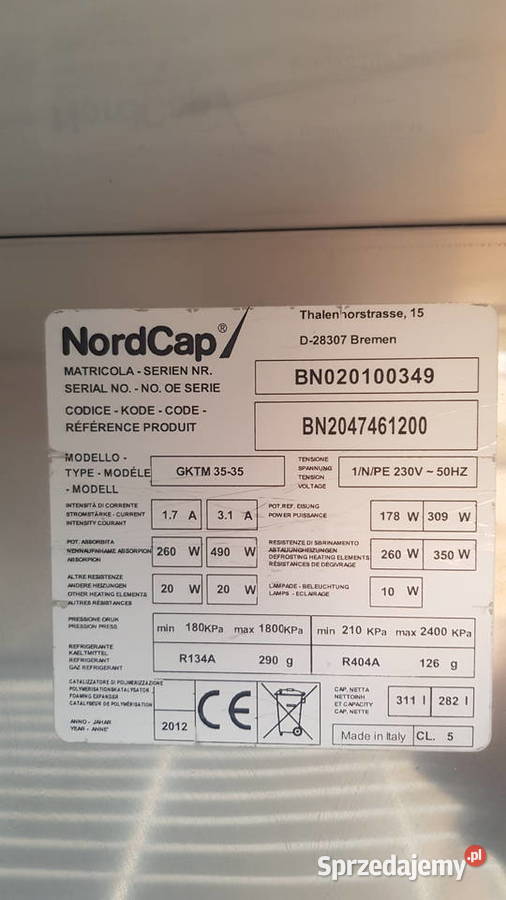 NordCap®
Thalenhorstrasse, 15
D-28307 Bremen
MATRICOLA - SERIEN NR.
SERIAL NO. - NO. OE SERIE
BN020100349
CODICE - KODE - CODE -
RÉFÉRENCE PRODUIT
BN2047461200
MODELLO -
TYPE - MODÉLE
- MODELL
GKTM 35-35
TENSIONE
SPANNUNG
TENSION
VOLTAGE
1/N/PE 230V ~ 50HZ
INTENSITÀ DI CORRENTE
STROMSTÄRKE - CURRENT
INTENSITY COURANT
1.7 A 3.1 A
POT.REF. EISUNG
POWER PUISSANCE
178 W 309 W
POT. ASSORBITA
NENNAUFNAHME ABSORPION
ABSORPION
260 W 490 W
RESISTENZE DI SBRINAMENTO
ABTAUUNGHEIZUNGEN
DEFROSTING HEATING ELEMENTS
RÉSISTANCES DE DÉGIVRAGE
260 W 350 W
ALTRE RESISTENZE
ANDERE HEIZUNGEN
OTHER HEATING ELEMENTS
AUTRES RÉSISTANCES
20 W 20 W
LAMPADE - BELEUCHTUNG
LAMPS - ECLAIRAGE
10 W
PRESSIONE DRUK
PRESSION PRESS.
min 180KPa max 1800KPa
min 210 KPa max 2400 KPa
REFRIGERANTE
KAELTMITTEL
REFRIGERANT
GAZ REFRIGERANT
R134A 290 g
R404A 126 g
CATALIZZATORE DI POLIMERIZZAZIONE
POLYMERISATIONSKATALYSATOR
FOAMING EXPANDER
CATALYSEUR DE POLYMÉRISATION
ANNO - JAHAR
YEAR - ANNE'
2012
CE
CAP. NETTA
NETTOINH
ET CAPACITY
CAP. NETTE
311 l 282 l
Made in Italy CL. 5
Sprzedajemy.pl